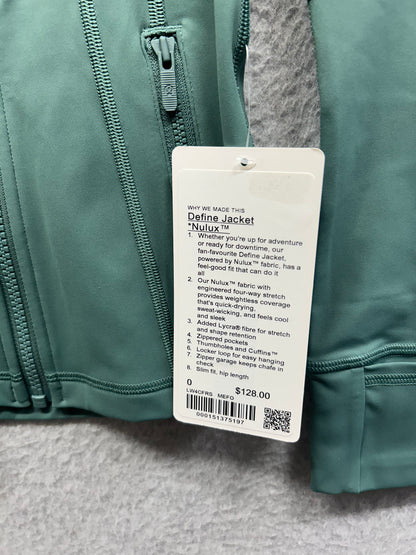 WHY WE MADE THIS
Define Jacket
*Nulux™
1. Whether you're up for adventure
or ready for downtime, our
fan-favourite Define Jacket,
powered by Nulux™ fabric, has a
feel-good fit that can do it
all
2. Our Nulux™ fabric with
engineered four-way stretch
provides weightless coverage
that's quick-drying,
sweat-wicking, and feels cool
and sleek
3. Added Lycra® fibre for stretch
and shape retention
4. Zippered pockets
5. Thumbholes and Cuffins™
6. Locker loop for easy hanging
7. Zipper garage keeps chafe in
check
8. Slim fit, hip length
0 $128.00
LW4CFRS MEFO
000151375197